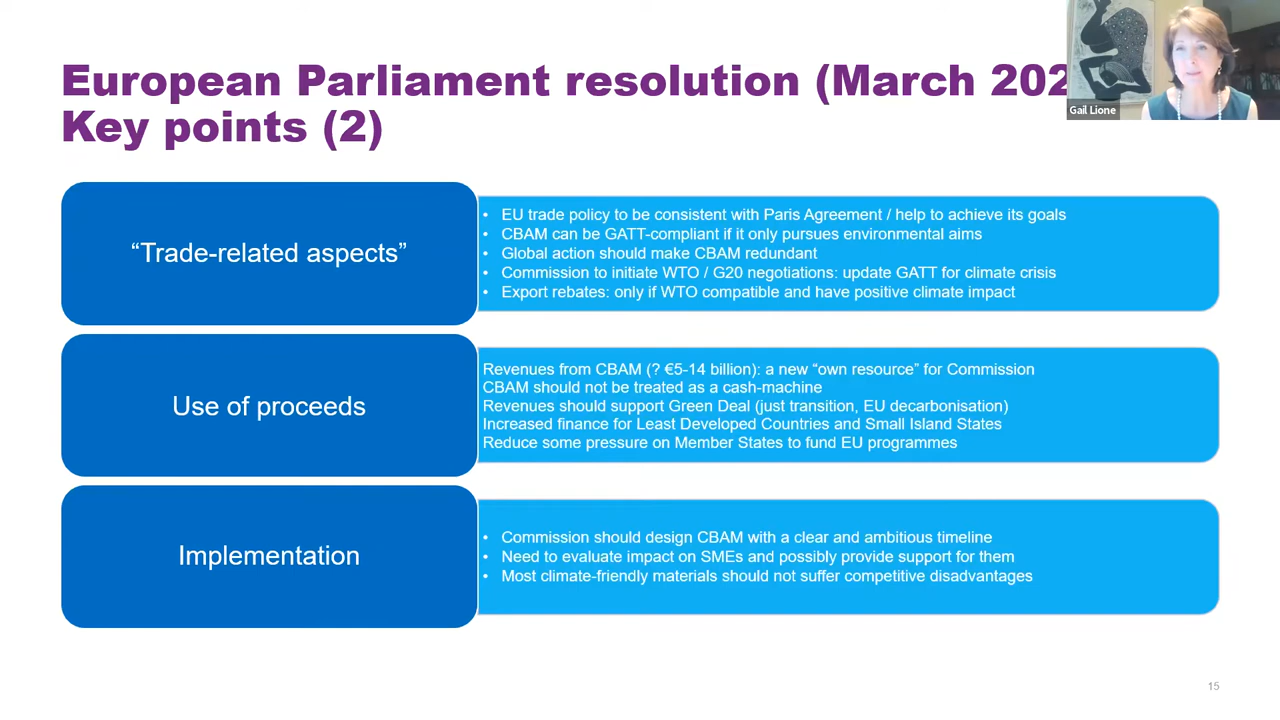 European Parliament resolution (March 202
Key points (2)
Gail Lione
“Trade-related aspects”
• EU trade policy to be consistent with Paris Agreement / help to achieve its goals
• CBAM can be GATT-compliant if it only pursues environmental aims
• Global action should make CBAM redundant
• Commission to initiate WTO / G20 negotiations: update GATT for climate crisis
• Export rebates: only if WTO compatible and have positive climate impact
Use of proceeds
Revenues from CBAM (? €5-14 billion): a new “own resource” for Commission
CBAM should not be treated as a cash-machine
Revenues should support Green Deal (just transition, EU decarbonisation)
Increased finance for Least Developed Countries and Small Island States
Reduce some pressure on Member States to fund EU programmes
Implementation
• Commission should design CBAM with a clear and ambitious timeline
• Need to evaluate impact on SMEs and possibly provide support for them
• Most climate-friendly materials should not suffer competitive disadvantages
15